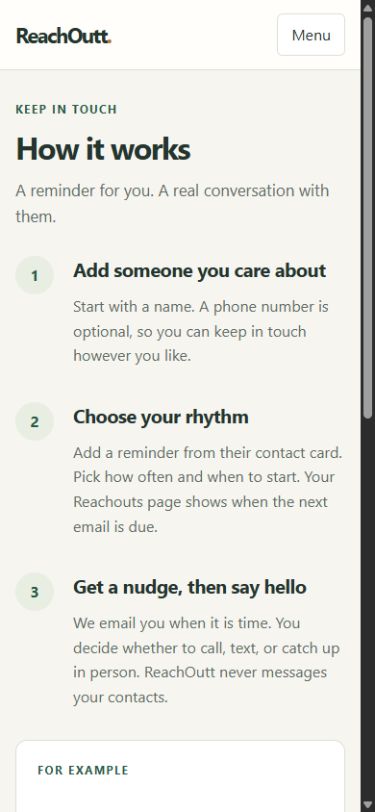 ReachOutt.
Menu
KEEP IN TOUCH
How it works
A reminder for you. A real conversation with
them.
1
Add someone you care about
Start with a name. A phone number is
optional, so you can keep in touch
however you like.
2
Choose your rhythm
Add a reminder from their contact card.
Pick how often and when to start. Your
Reachouts page shows when the next
email is due.
3
Get a nudge, then say hello
We email you when it is time. You
decide whether to call, text, or catch up
in person. ReachOutt never messages
your contacts.
FOR EXAMPLE